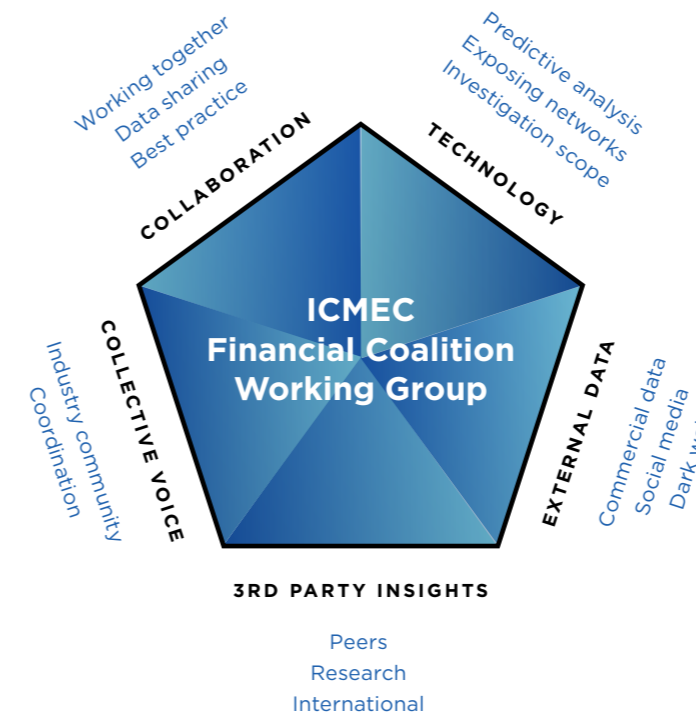 Working together
Data sharing
Best practice
COLLABORATION
Predictive analysis
Exposing networks
Investigation scope
TECHNOLOGY
ICMEC
Financial Coalition
Working Group
COLLECTIVE VOICE
Industry community
Coordination
EXTERNAL DATA
Commercial data
Social media
Dark
3RD PARTY INSIGHTS
Peers
Research
International